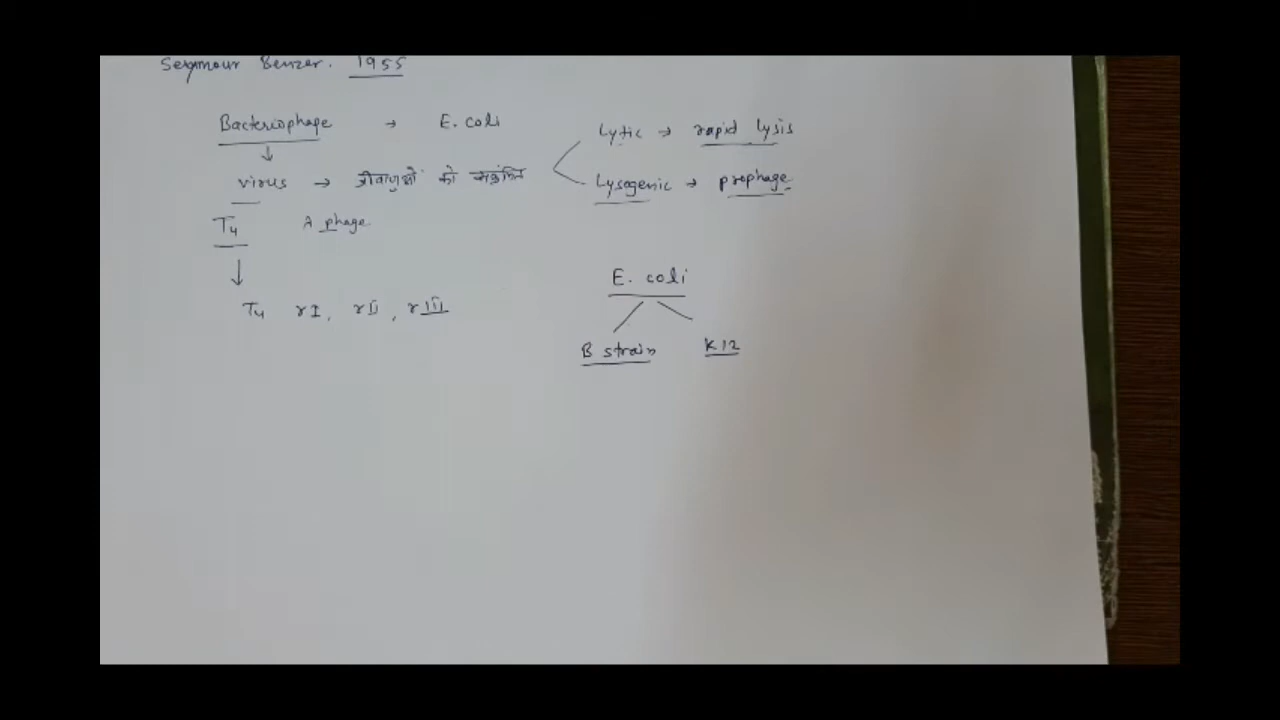 Seymour Benzer. 1955
Bacteriophage → E. coli
Lytic → rapid lysis
↓
virus → जीवाणुओं को संक्रमित
Lysogenic → prophage
T4 λ phage
↓
E. coli
T4 rI, rII, rIII
B strain K12